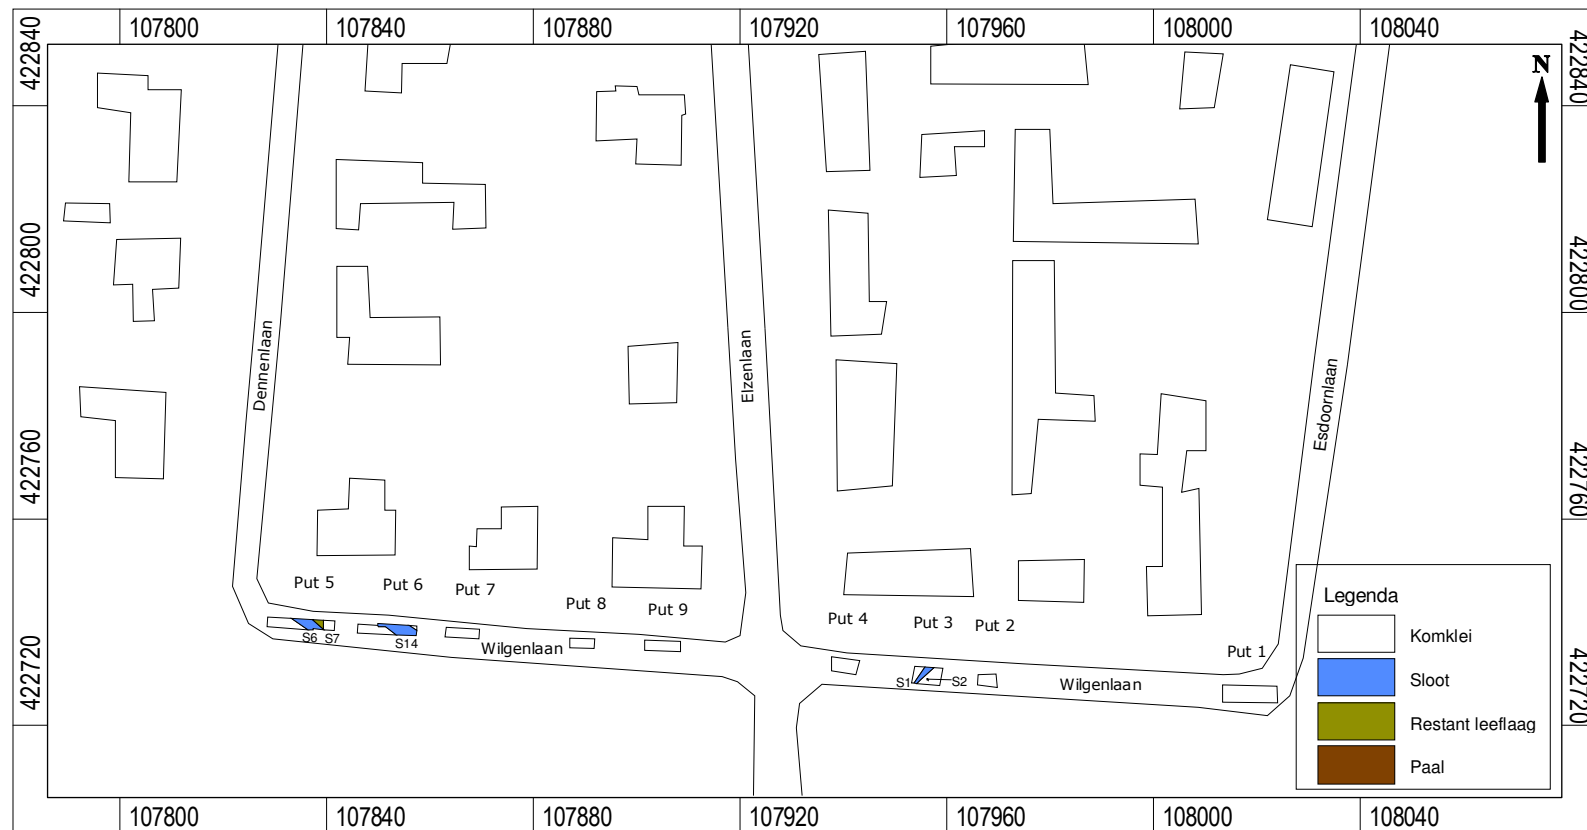 107800 107840 107880 107920 107960 108000 108040
422840
422840
N
422800
422800
Dennenlaan
Elzenlaan
Esdoornlaan
422760
422760
Put 5 Put 6 Put 7 Put 8 Put 9 Put 4 Put 3 Put 2 Put 1
S6 S7 S14
Wilgenlaan
S1 S2
Wilgenlaan
422720
422720
Legenda
Komklei
Sloot
Restant leeflaag
Paal
107800 107840 107880 107920 107960 108000 108040